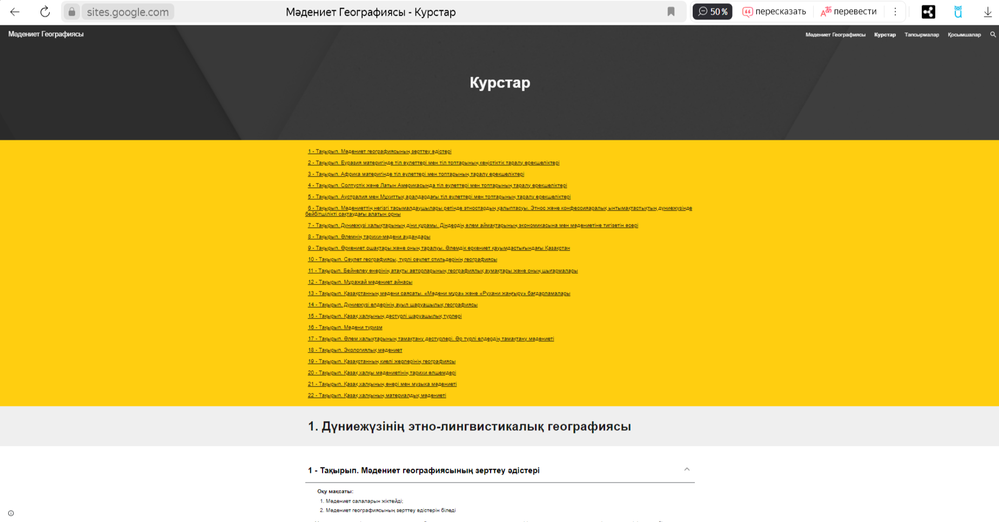 sites.google.com
Мәдениет Географиясы - Курстар
50 %
пересказать
перевести
Мәдениет Географиясы
Мәдениет Географиясы Курстар Тапсырмалар Қосымшалар
Курстар
1 - Тақырып. Мәдениет географиясының зерттеу әдістері
2 - Тақырып. Еуразия материгінде тіл әулеттері мен тіл топтарының кеңістіктік таралу ерекшеліктері
3 - Тақырып. Африка материгінде тіл әулеттері мен топтарының таралу ерекшеліктері
4 - Тақырып. Солтүстік және Латын Америкасында тіл әулеттері мен топтарының таралу ерекшеліктері
5 - Тақырып. Аустралия мен Мұхиттық аралдардағы тіл әулеттері мен топтарының таралу ерекшеліктері
6 - Тақырып. Мәдениеттің негізгі тасымалдаушылары ретінде этностардың қалыптасуы. Этнос және конфессияаралық ынтымақтастықтың дүниежүзінде
бейбітшілікті сақтаудағы алатын орны
7 - Тақырып. Дүниежүзі халықтарының діни құрамы. Діндердің әлем аймақтарының экономикасына мен мәдениетіне тигізетін әсері
8 - Тақырып. Әлемнің тарихи-мәдени аудандары
9 - Тақырып. Өркениет ошақтары және оның таралуы. Әлемдік өркениет қауымдастығындағы Қазақстан
10 - Тақырып. Сәулет географиясы, түрлі сәулет стильдерінің географиясы
11 - Тақырып. Бейнелеу өнерінің атақты авторларының географиялық аумақтары және оның шығармалары
12 - Тақырып. Мұражай мәдениет айнасы
13 - Тақырып. Қазақстанның мәдени саясаты. «Мәдени мұра» және «Рухани жаңғыру» бағдарламалары
14 - Тақырып. Дүниежүзі елдерінің ауыл шаруашылық географиясы
15 - Тақырып. Қазақ халқының дәстүрлі шаруашылық түрлері
16 - Тақырып. Мәдени туризм
17 - Тақырып. Әлем халықтарының тамақтану дәстүрлері. Әр түрлі елдердің тамақтану мәдениеті
18 - Тақырып. Экологиялық мәдениет
19 - Тақырып. Қазақстанның киелі жерлерінің географиясы
20 - Тақырып. Қазақ халқы мәдениетінің тарихи өлшемдері
21 - Тақырып. Қазақ халқының өнері мен музыка мәдениеті
22 - Тақырып. Қазақ халқының материалдық мәдениеті
1. Дүниежүзінің этно-лингвистикалық географиясы
1 - Тақырып. Мәдениет географиясының зерттеу әдістері
Оқу мақсаты:
1. Мәдениет салаларын жіктейді;
2. Мәдениет географиясының зерттеу әдістерін біледі